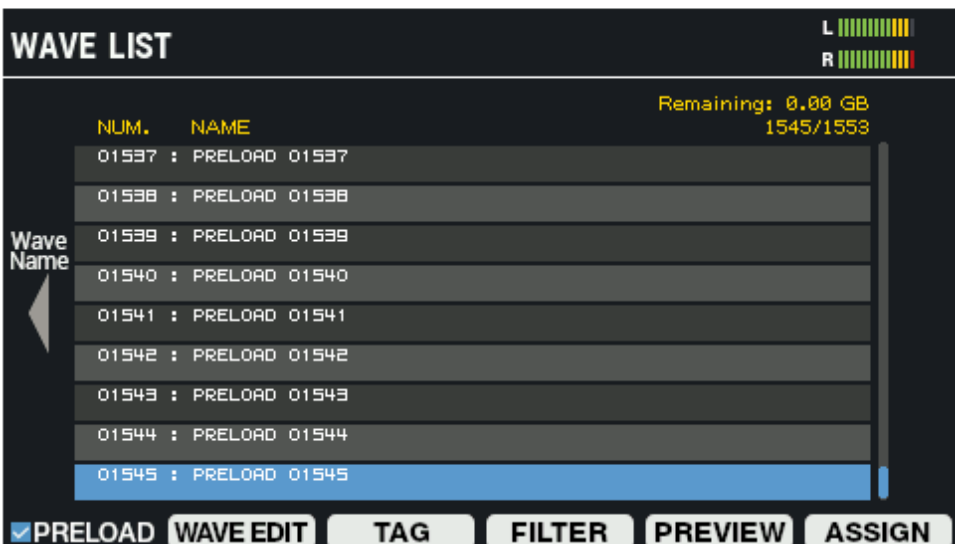 WAVE LIST
L
R
Remaining: 0.00 GB
NUM. NAME 1545/1553
01537 : PRELOAD 01537
01538 : PRELOAD 01538
01539 : PRELOAD 01539
01540 : PRELOAD 01540
01541 : PRELOAD 01541
01542 : PRELOAD 01542
01543 : PRELOAD 01543
01544 : PRELOAD 01544
01545 : PRELOAD 01545
Wave
Name
PRELOAD WAVE EDIT TAG FILTER PREVIEW ASSIGN